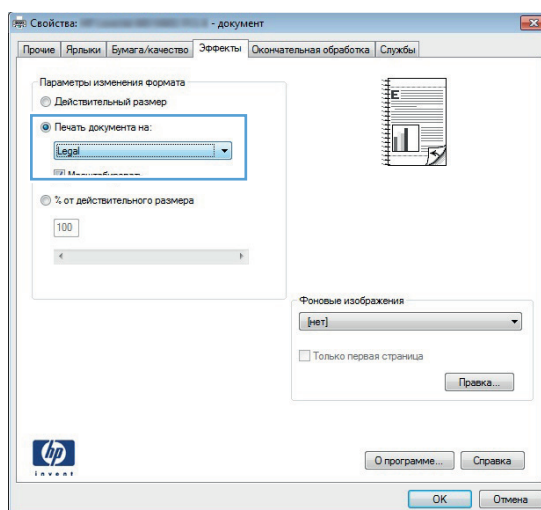 Свойства: - документ
Прочие Ярлыки Бумага/качество Эффекты Окончательная обработка Службы
Параметры изменения формата
Действительный размер
Печать документа на:
Legal
% от действительного размера
100
E
Фоновые изображения
[нет]
Только первая страница
Правка...
hp
invent
О программе... Справка
OK Отмена